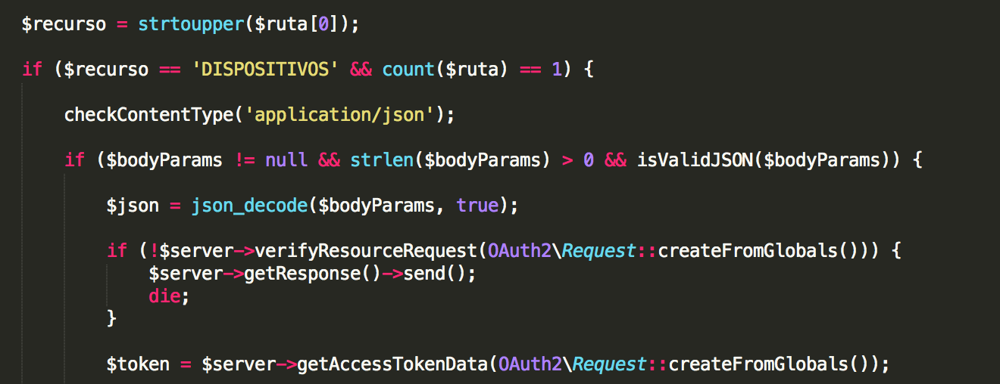 $recurso = strtoupper($ruta[0]);
if ($recurso == 'DISPOSITIVOS' && count($ruta) == 1) {
checkContentType('application/json');
if ($bodyParams != null && strlen($bodyParams) > 0 && isValidJSON($bodyParams)) {
$json = json_decode($bodyParams, true);
if (!$server->verifyResourceRequest(OAuth2\Request::createFromGlobals())) {
$server->getResponse()->send();
die;
}
$token = $server->getAccessTokenData(OAuth2\Request::createFromGlobals());